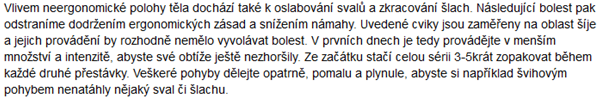 Vlivem neergonomické polohy těla dochází také k oslabování svalů a zkracování šlach. Následující bolest pak
odstraníme dodržením ergonomických zásad a snížením námahy. Uvedené cviky jsou zaměřeny na oblast šíje
a jejich provádění by rozhodně nemělo vyvolávat bolest. V prvních dnech je tedy provádějte v menším
množství a intenzitě, abyste své obtíže ještě nezhoršily. Ze začátku stačí celou sérii 3-5krát zopakovat během
každé druhé přestávky. Veškeré pohyby dělejte opatrně, pomalu a plynule, abyste si například švihovým
pohybem nenatáhly nějaký sval či šlachu.